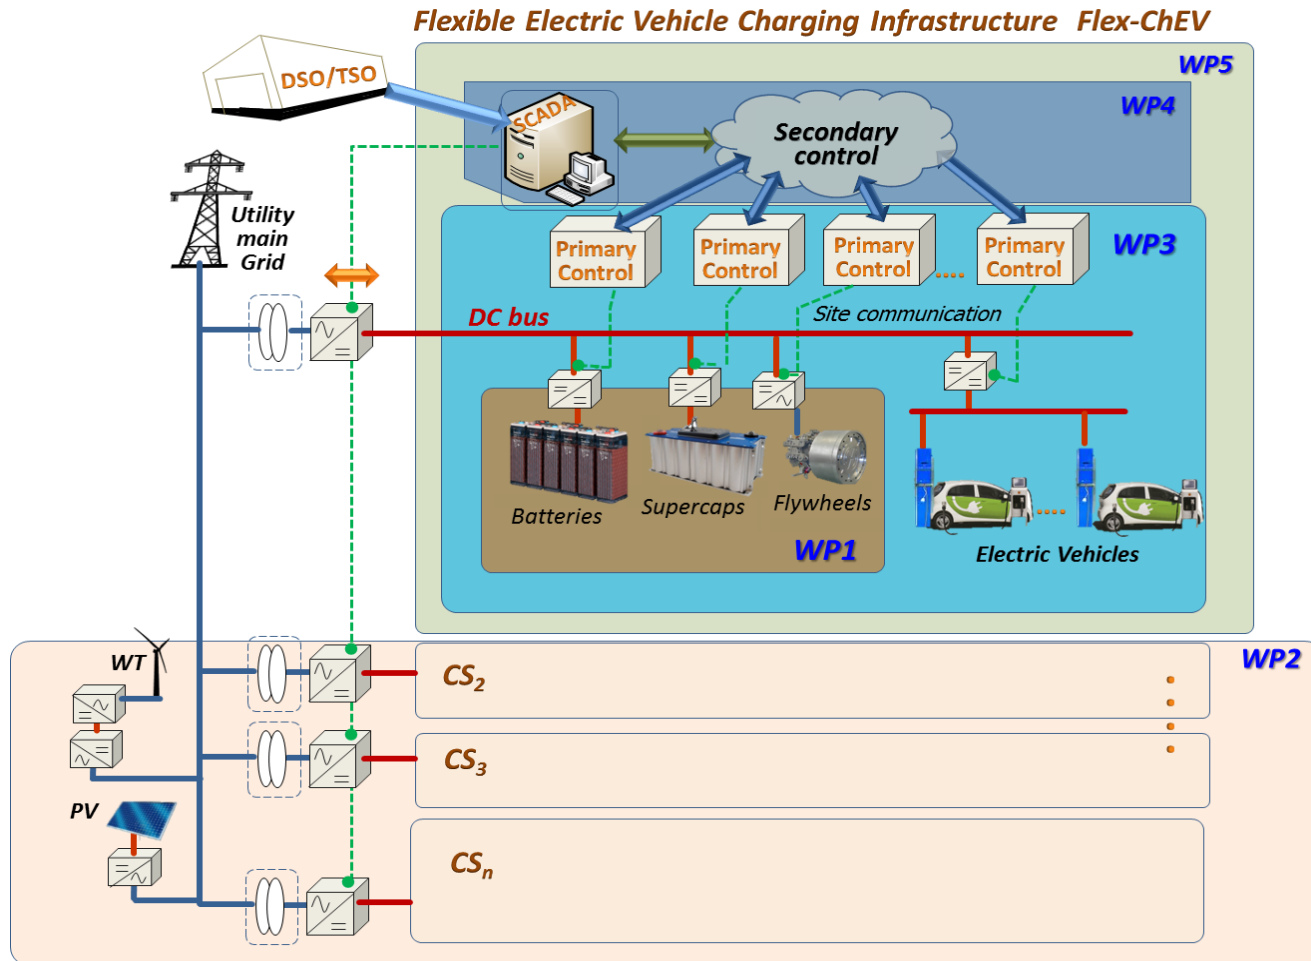 Flexible Electric Vehicle Charging Infrastructure Flex-ChEV
WP5
DSO/TSO
WP4
SCADA
Secondary
control
Utility
main
Grid
WP3
Primary
Control
Primary
Control
Primary
Control
....
Primary
Control
DC bus
Site communication
Batteries
Supercaps
Flywheels
WP1
....
Electric Vehicles
WP2
WT
CS2
CS3
PV
CSn